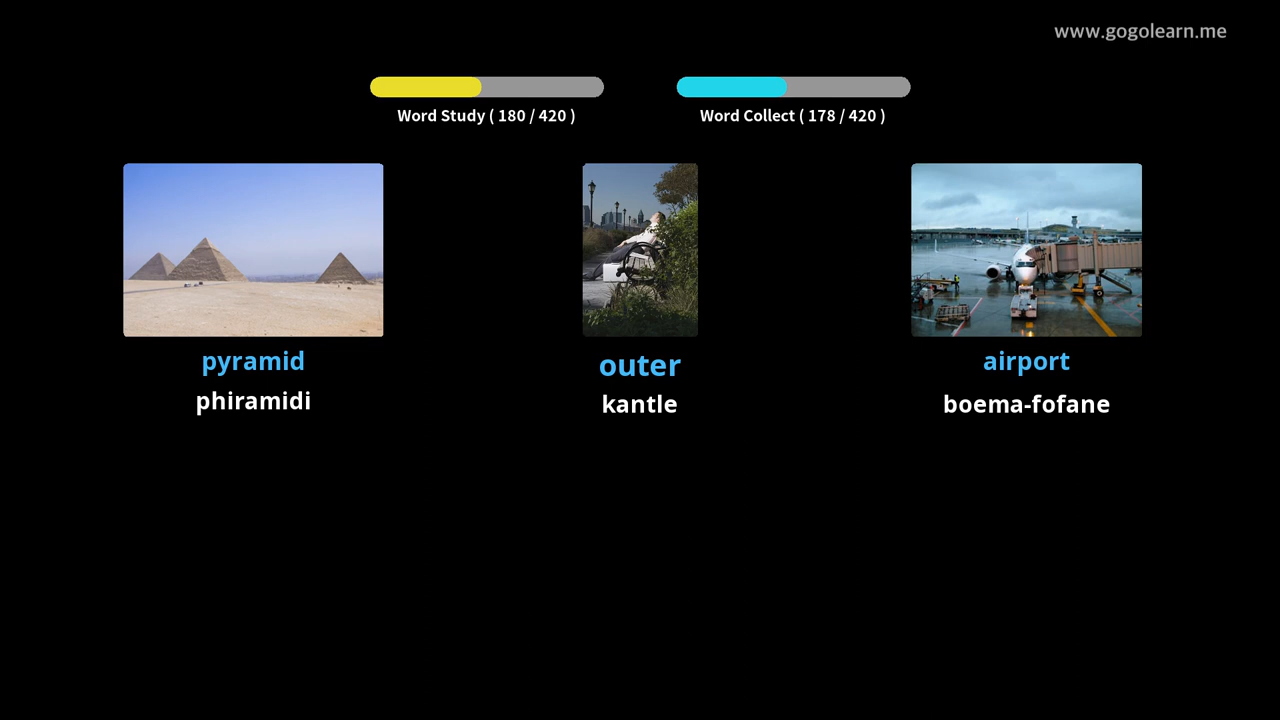 www.gogolearn.me
Word Study ( 180 / 420 )
Word Collect ( 178 / 420 )
pyramid
phiramidi
outer
kantle
airport
boema-fofane